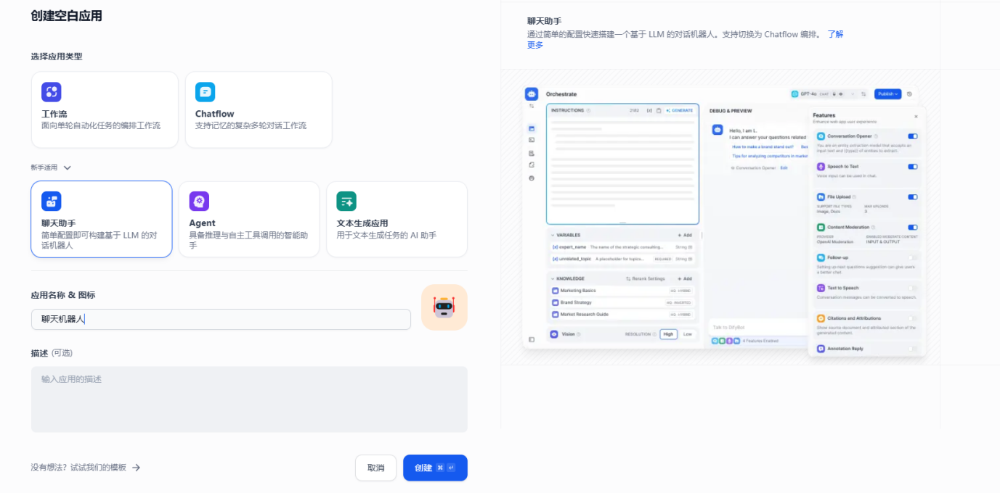 创建空白应用
选择应用类型
工作流
面向单轮自动化任务的编排工作流
Chatflow
支持记忆的复杂多轮对话工作流
新手适用
聊天助手
简单配置即可构建基于 LLM 的对
话机器人
Agent
具备推理与自主工具调用的智能助
手
文本生成应用
用于文本生成任务的 AI 助手
应用名称 & 图标
聊天机器人
描述 (可选)
输入应用的描述
没有想法？试试我们的模板
取消
创建
聊天助手
通过简单的配置快速搭建一个基于 LLM 的对话机器人。支持切换为 Chatflow 编排。 了解
更多
Orchestrate
GPT-4o CHAT
Publish
INSTRUCTIONS
2182
GENERATE
VARIABLES
+ Add
{x} expert_name The name of the strategic consulting...
String
{x} unrelated_topic A placeholder for topics...
REQUIRED String
KNOWLEDGE
Rerank Settings
+ Add
Marketing Basics
HQ · HYBRID
Brand Strategy
HQ · INVERTED
Market Research Guide
HQ · HYBRID
Vision
RESOLUTION
High
Low
DEBUG & PREVIEW
Hello, I am L.
I can answer your questions related
How to make a brand stand out?
Bes
Tips for analyzing competitors in market
Conversation Opener Edit
Talk to DifyBot
4 Features Enabled
Features
Enhance web app user experience
Conversation Opener
You are an entity extraction model that accepts an
input text and {{type}} of entities to extract.
Speech to Text
Voice input can be used in chat.
File Upload
SUPPORT FILE TYPES
MAX UPLOADS
Image, Docs
3
Content Moderation
PROVIDER
ENABLED MODERATE CONTENT
OpenAI Moderation
INPUT & OUTPUT
Follow-up
Setting up next questions suggestion can give users
a better chat.
Text to Speech
Conversation messages can be converted to speech.
Citations and Attributions
Show source document and attributed section of the
generated content.
Annotation Reply